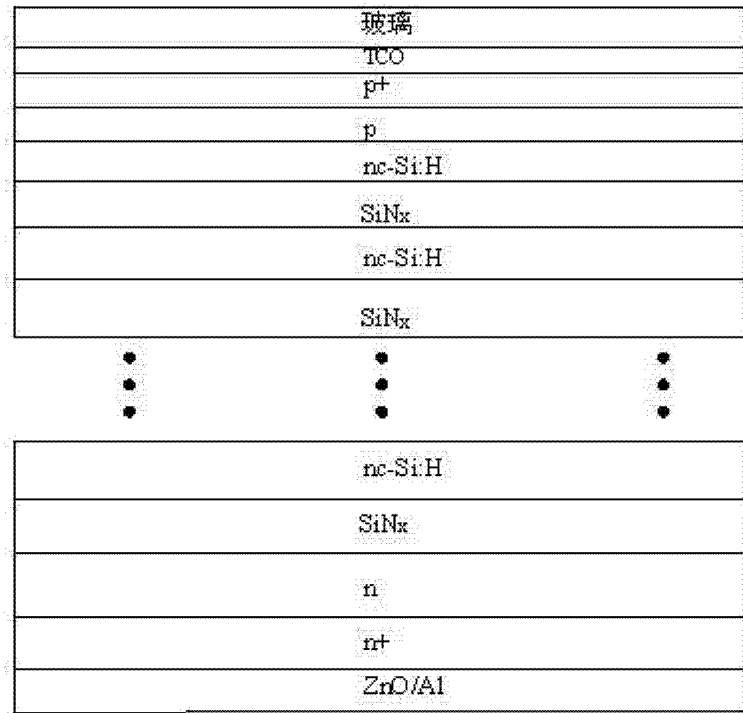 玻璃
TCO
p+
p
nc-Si:H
SiNx
nc-Si:H
SiNx
nc-Si:H
SiNx
n
n+
ZnO/Al